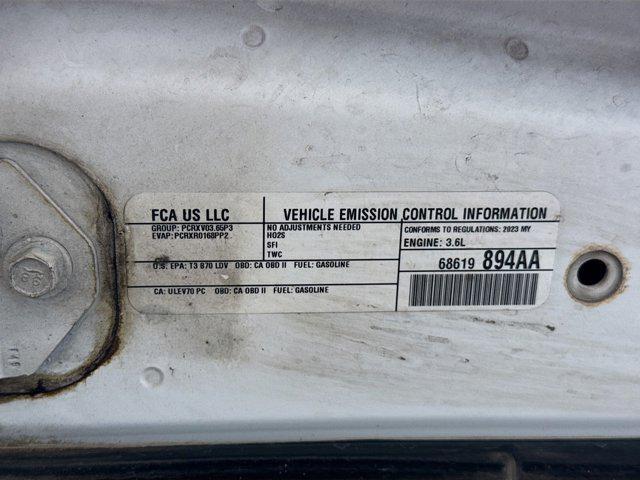 FCA US LLC
VEHICLE EMISSION CONTROL INFORMATION
GROUP: PCRXV03.65P3
EVAP: PCRXR0168PP2
NO ADJUSTMENTS NEEDED
HO2S
SFI
TWC
CONFORMS TO REGULATIONS: 2023 MY
ENGINE: 3.6L
68619 894AA
U.S. EPA: T3 B70 LDV OBD: CA OBD II FUEL: GASOLINE
CA: ULEV70 PC OBD: CA OBD II FUEL: GASOLINE